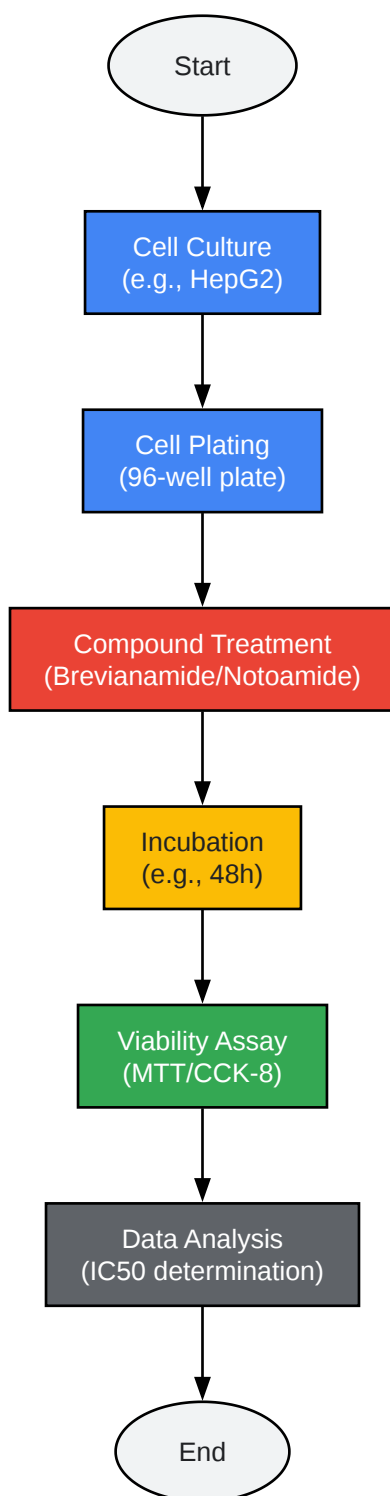 Start
Cell Culture
(e.g., HepG2)
Cell Plating
(96-well plate)
Compound Treatment
(Brevianamide/Notoamide)
Incubation
(e.g., 48h)
Viability Assay
(MTT/CCK-8)
Data Analysis
(IC50 determination)
End